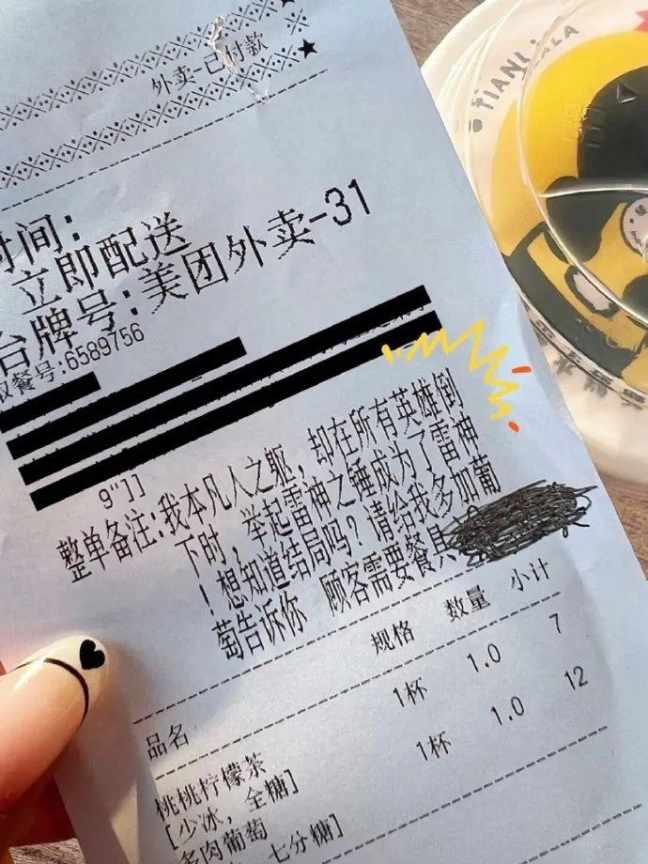 外卖-已付款
时间:
立即配送
台牌号:美团外卖-31
取餐号:6589756
9"]]
整单备注:我本凡人之躯，却在所有英雄倒
下时，举起雷神之锤成为了雷神
！想知道结局吗？请给我多加葡
萄告诉你 顾客需要餐具
品名 规格 数量 小计
桃桃柠檬茶 1杯 1.0 7
[少冰，全糖]
多肉葡萄 1杯 1.0 12
七分糖]
TIANLALA